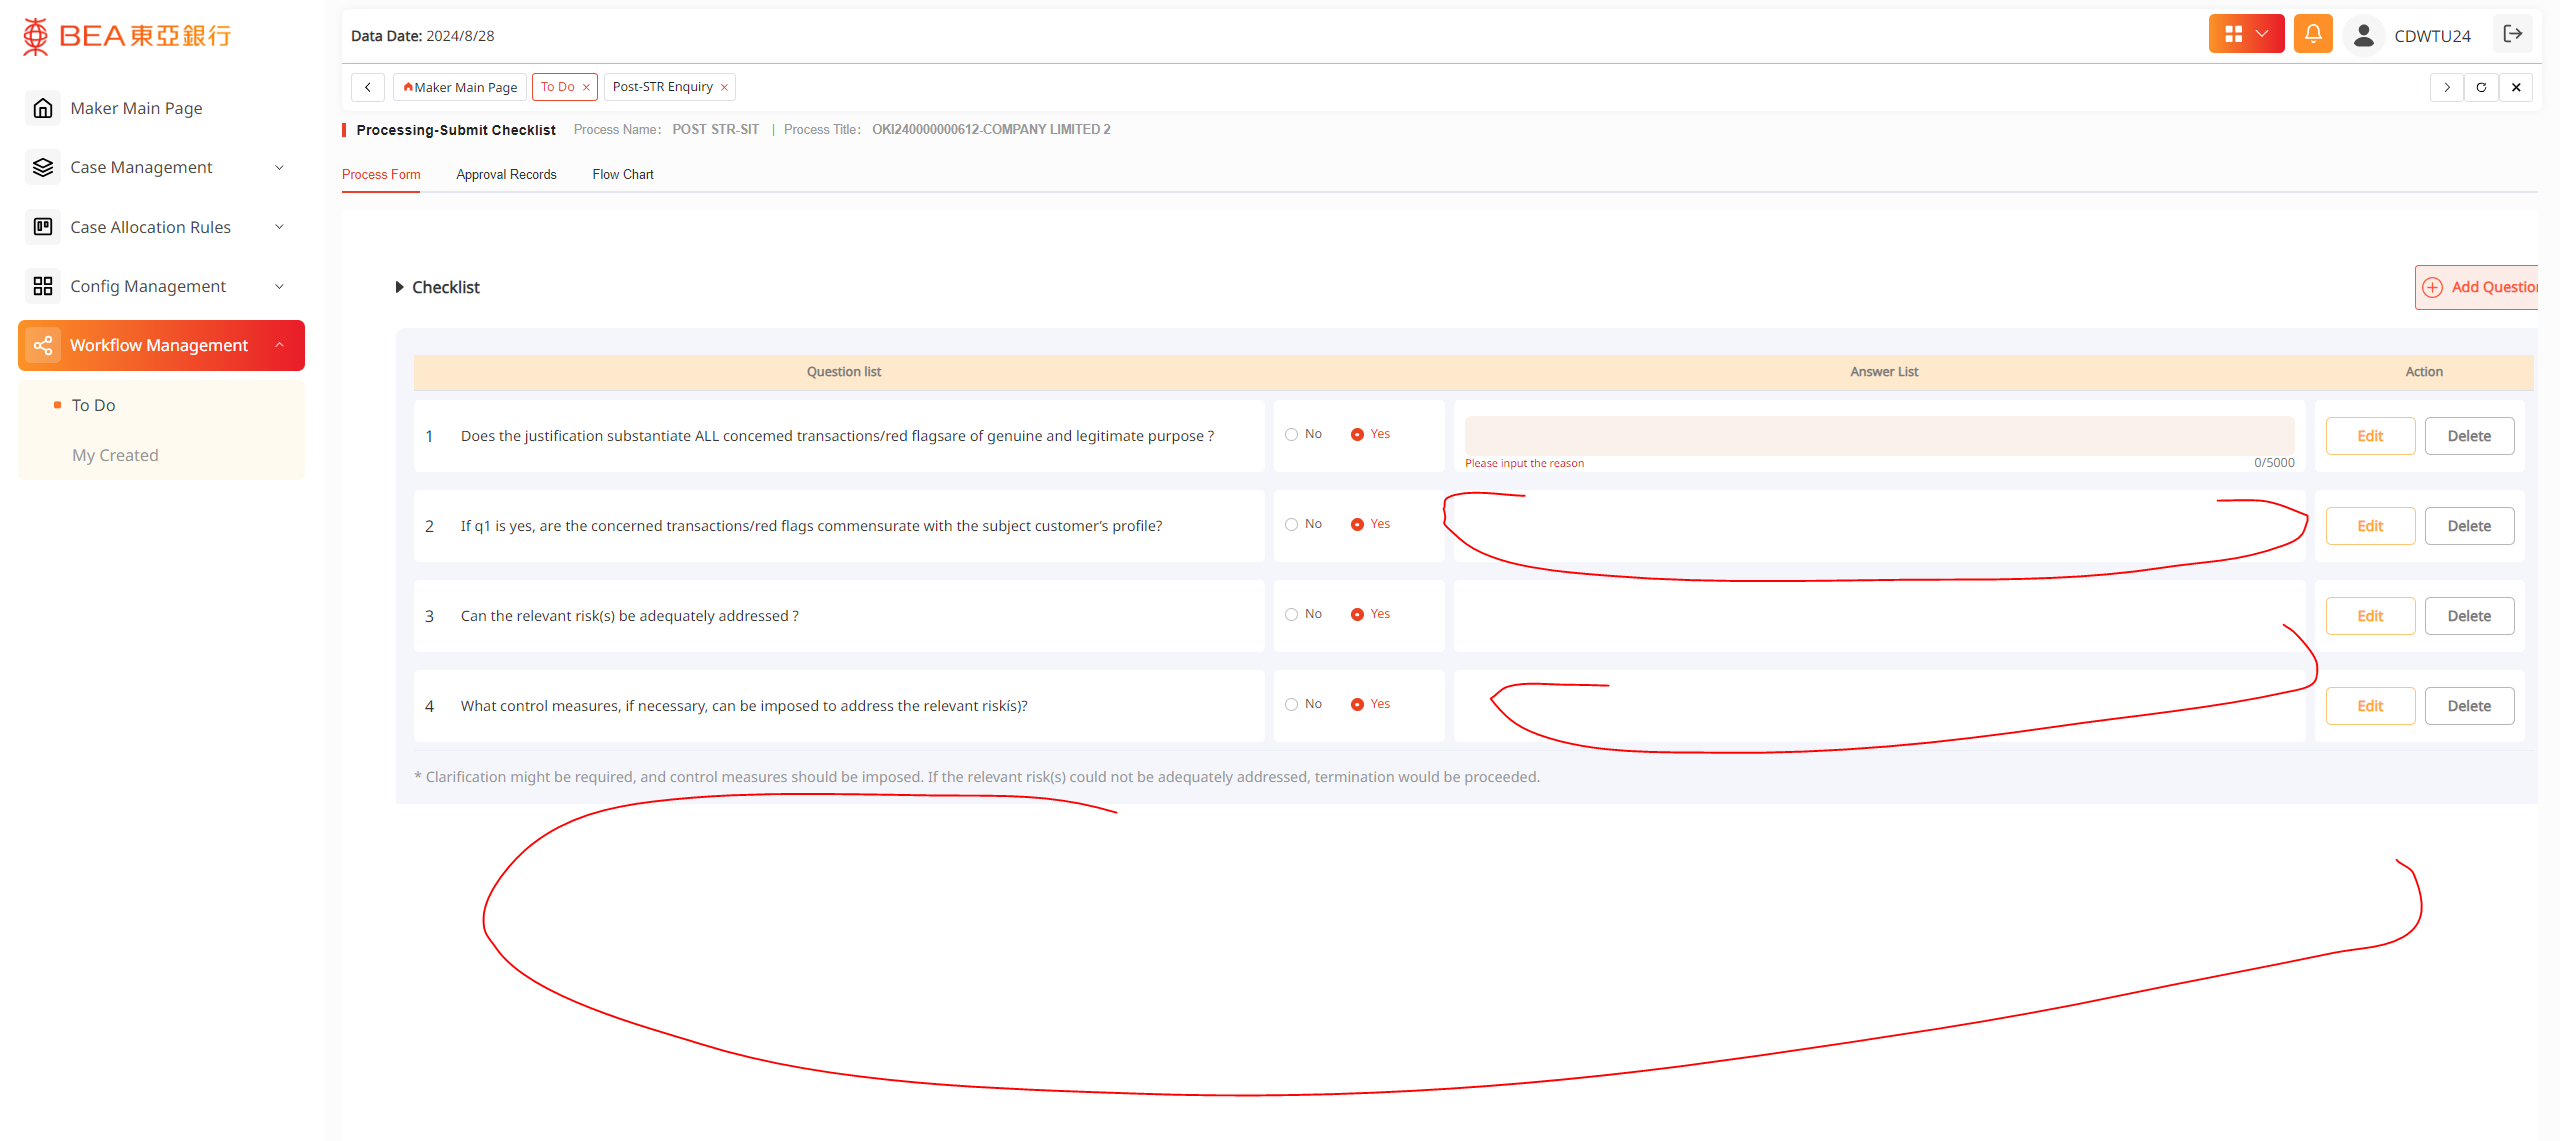 BEA東亞銀行
Data Date: 2024/8/28
CDWTU24
Maker Main Page
To Do
Post-STR Enquiry
Processing-Submit Checklist Process Name: POST STR-SIT | Process Title: OKI240000000612-COMPANY LIMITED 2
Process Form
Approval Records
Flow Chart
Maker Main Page
Case Management
Case Allocation Rules
Config Management
Workflow Management
To Do
My Created
Checklist
Add Question
Question list
Answer List
Action
1 Does the justification substantiate ALL concemed transactions/red flagsare of genuine and legitimate purpose ?
No Yes
Please input the reason
0/5000
Edit Delete
2 If q1 is yes, are the concerned transactions/red flags commensurate with the subject customer’s profile?
No Yes
Edit Delete
3 Can the relevant risk(s) be adequately addressed ?
No Yes
Edit Delete
4 What control measures, if necessary, can be imposed to address the relevant riskís)?
No Yes
Edit Delete
* Clarification might be required, and control measures should be imposed. If the relevant risk(s) could not be adequately addressed, termination would be proceeded.